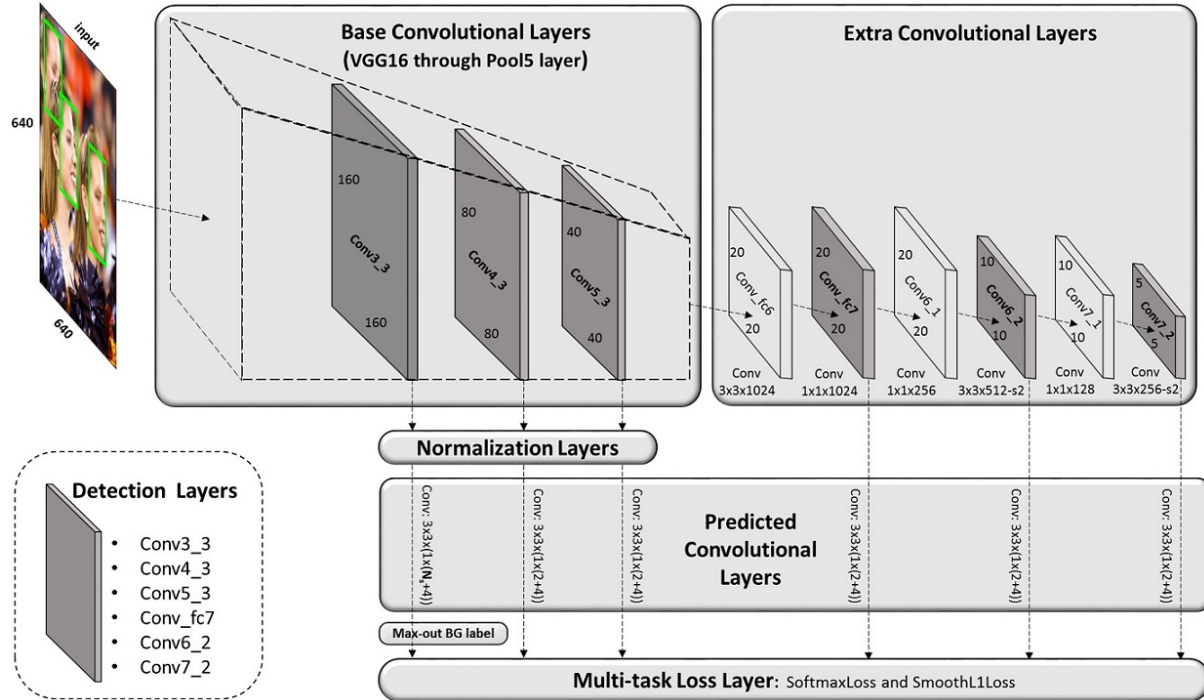 input
640
640
Base Convolutional Layers
(VGG16 through Pool5 layer)
160
Conv3_3
160
80
Conv4_3
80
40
Conv5_3
40
Extra Convolutional Layers
20
Conv_fc6
20
Conv
3x3x1024
20
Conv_fc7
20
Conv
1x1x1024
20
Conv6_1
20
Conv
1x1x256
10
Conv6_2
10
Conv
3x3x512-s2
10
Conv7_1
10
Conv
1x1x128
5
Conv7_2
5
Conv
3x3x256-s2
Normalization Layers
Conv: 3x3x(1x(Ns+4))
Conv: 3x3x(1x(2+4))
Conv: 3x3x(1x(2+4))
Predicted
Convolutional
Layers
Conv: 3x3x(1x(2+4))
Conv: 3x3x(1x(2+4))
Conv: 3x3x(1x(2+4))
Max-out BG label
Multi-task Loss Layer: SoftmaxLoss and SmoothL1Loss
Detection Layers
• Conv3_3
• Conv4_3
• Conv5_3
• Conv_fc7
• Conv6_2
• Conv7_2